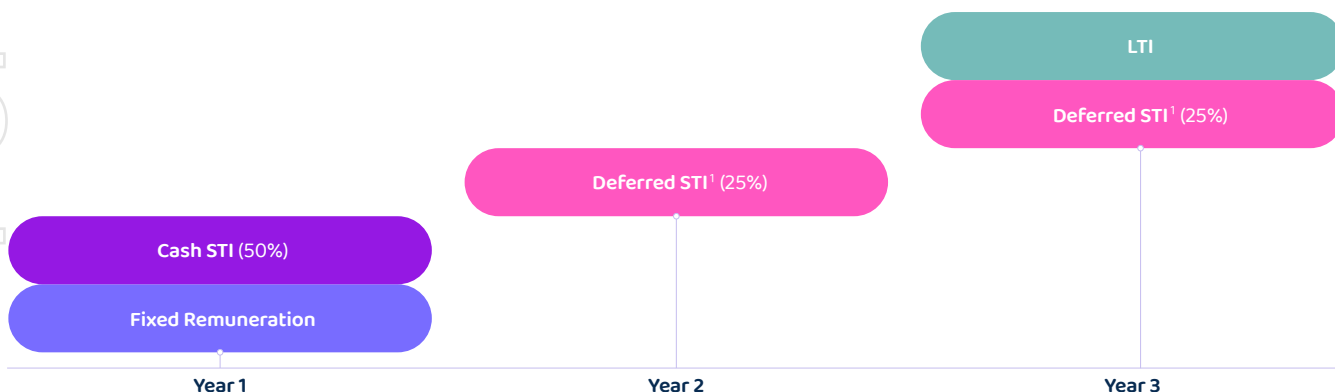 LTI
Deferred STI¹ (25%)
Deferred STI¹ (25%)
Cash STI (50%)
Fixed Remuneration
Year 1
Year 2
Year 3